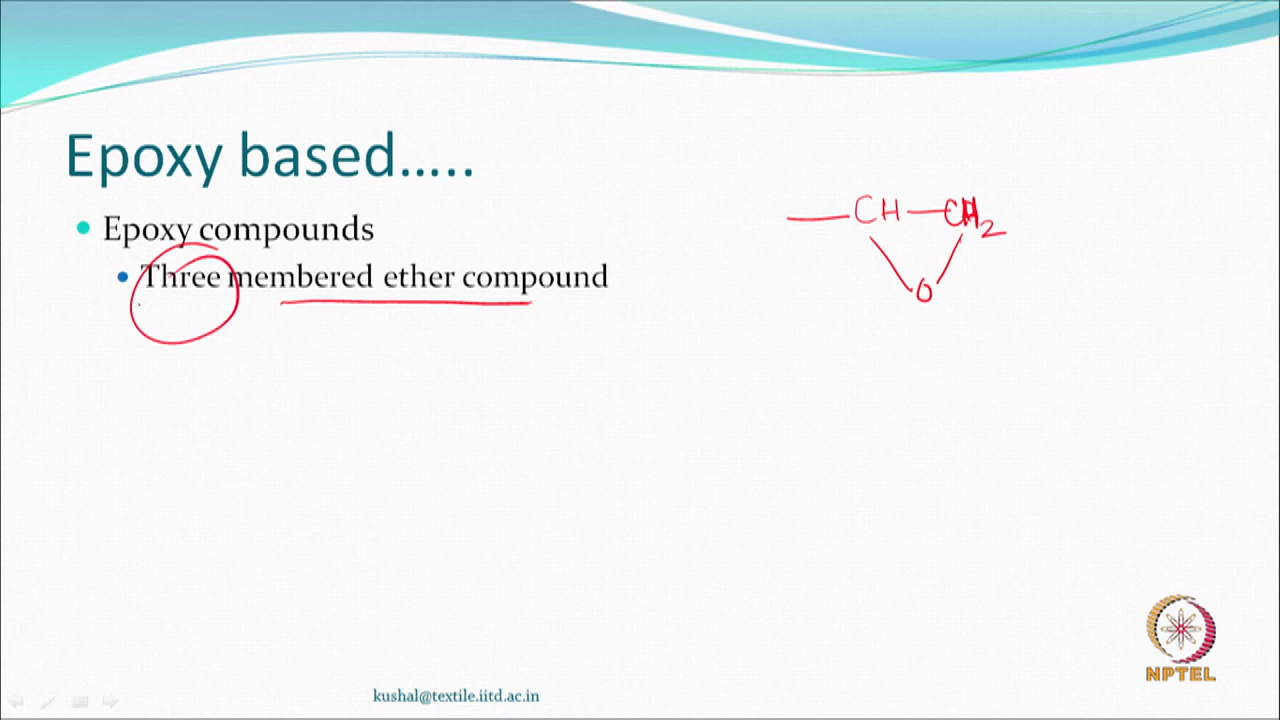 Epoxy based.....
Epoxy compounds
Three membered ether compound
— CH — CH2
O
NPTEL
kushal@textile.iitd.ac.in